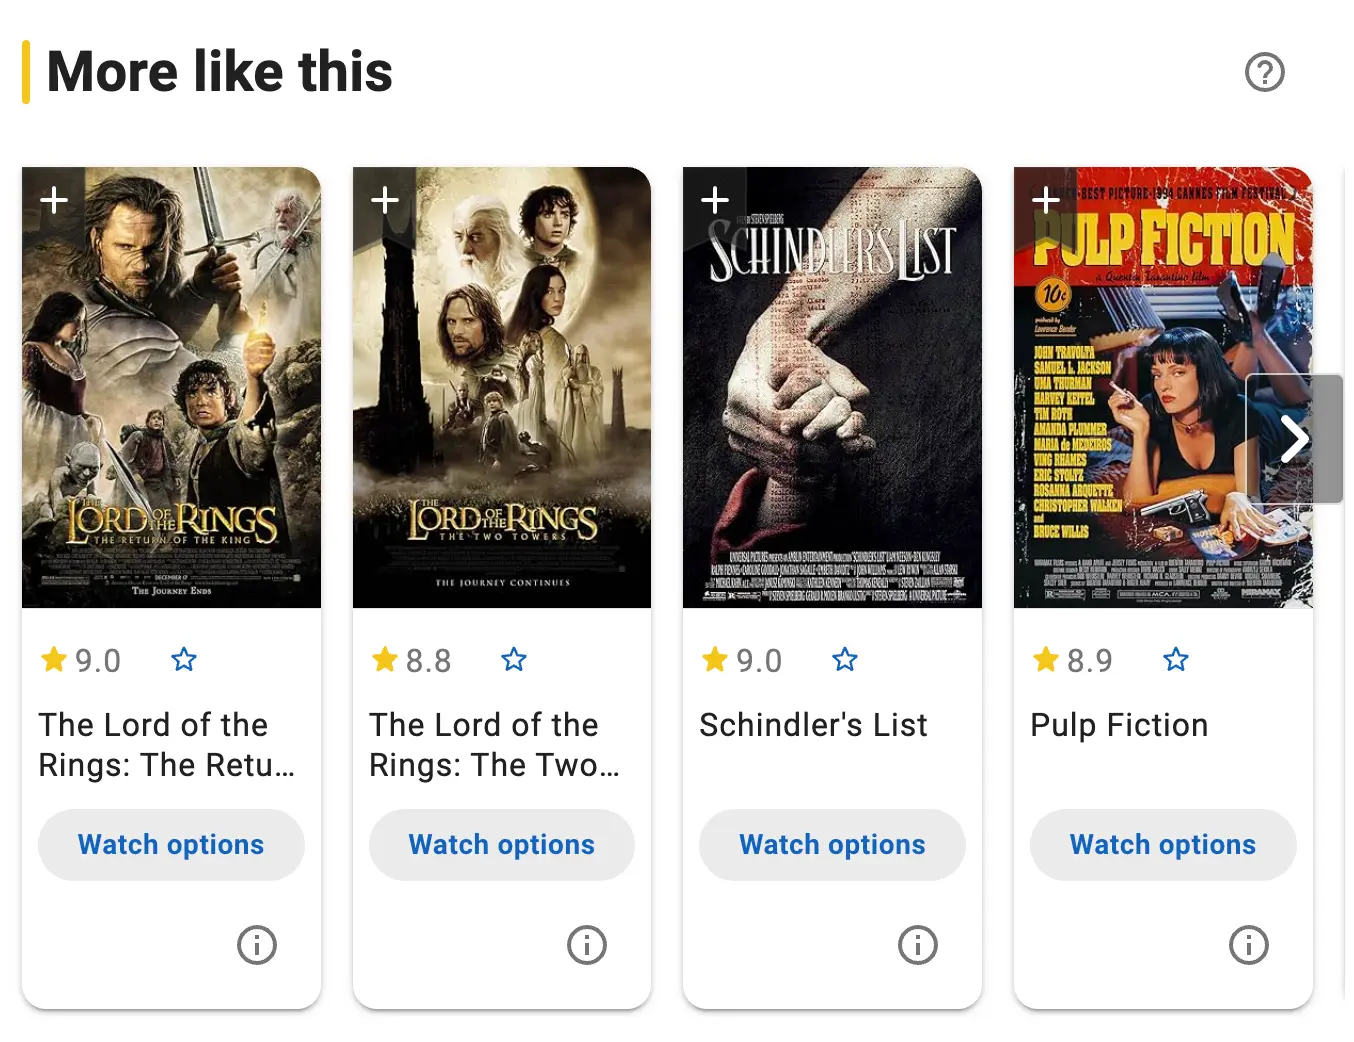 More like this
THE
LORD OF THE RINGS
THE RETURN OF THE KING
DECEMBER 17
THE JOURNEY ENDS
THE
LORD OF THE RINGS
THE TWO TOWERS
THE JOURNEY CONTINUES
SCHINDLER'S LIST
BEST PICTURE-1994 CANNES FILM FESTIVAL
PULP FICTION
a Quentin Tarantino film
10¢
produced by
Lawrence Bender
JOHN TRAVOLTA
SAMUEL L. JACKSON
UMA THURMAN
HARVEY KEITEL
TIM ROTH
AMANDA PLUMMER
MARIA de MEDEIROS
VING RHAMES
ERIC STOLTZ
ROSANNA ARQUETTE
CHRISTOPHER WALKEN
and
BRUCE WILLIS
MIRAMAX
9.0
The Lord of the
Rings: The Retu...
Watch options
8.8
The Lord of the
Rings: The Two...
Watch options
9.0
Schindler's List
Watch options
8.9
Pulp Fiction
Watch options